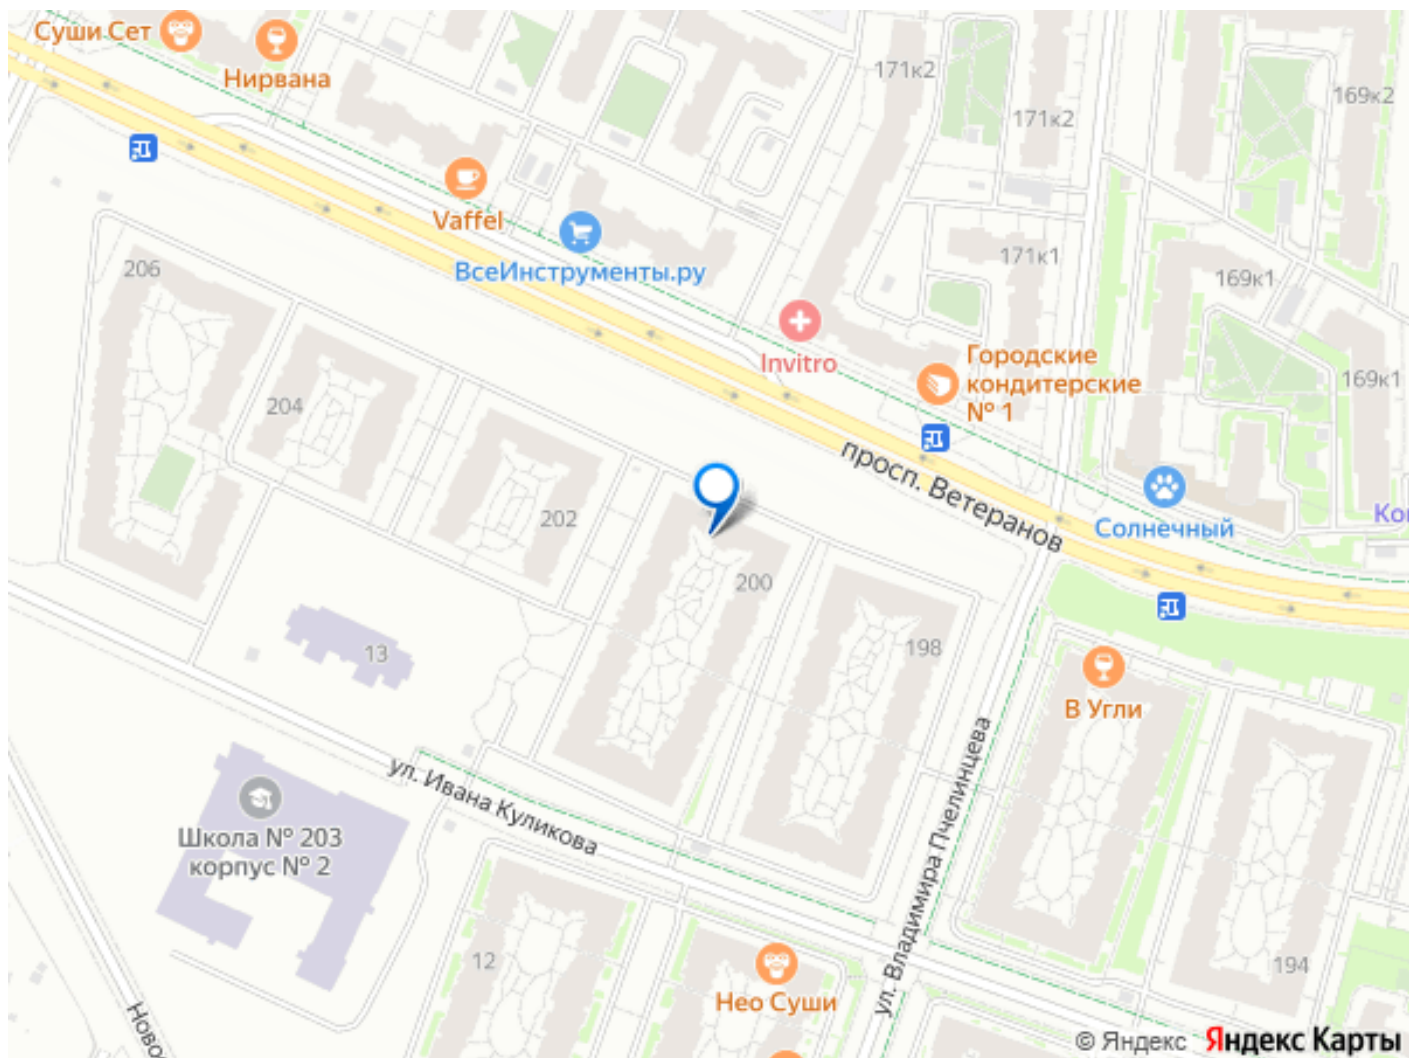 Суши Сет
Нирвана
171к2
169к2
171к2
Vaffel
206
ВсеИнструменты.ру
171к1
169к1
Invitro
Городские
кондитерские
№ 1
169к1
204
просп. Ветеранов
202
Солнечный
200
198
13
В Угли
ул. Ивана Куликова
ул. Владимира Пчелинцева
Школа № 203
корпус № 2
12
194
Нео Суши
© Яндекс Яндекс Карты